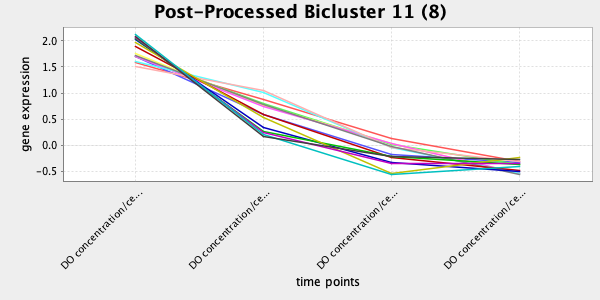 Post-Processed Bicluster 11 (8)
gene expression
2.0
1.5
1.0
0.5
0.0
-0.5
DO concentration/ce...
DO concentration/ce...
DO concentration/ce...
DO concentration/ce...
time points